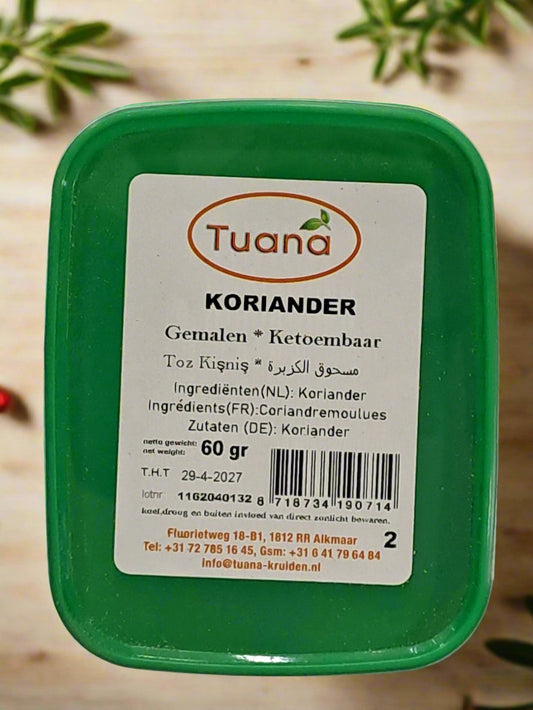 Tuana
KORIANDER
Gemalen * Ketoembaar
Toz Kişniş * مسحوق الكزبرة
Ingrediënten(NL): Koriander
Ingrédients(FR):Coriandremoulues
Zutaten (DE): Koriander
netto gewicht:
net weight: 60 gr
T.H.T 29-4-2027
lotnr 1162040132
8 718734 190714
koel,droog en buiten invloed van direct zonlicht bewaren.
Fluorietweg 18-B1, 1812 RR Alkmaar 2
Tel: +31 72 785 16 45, Gsm: +31 6 41 79 64 84
info@tuana-kruiden.nl